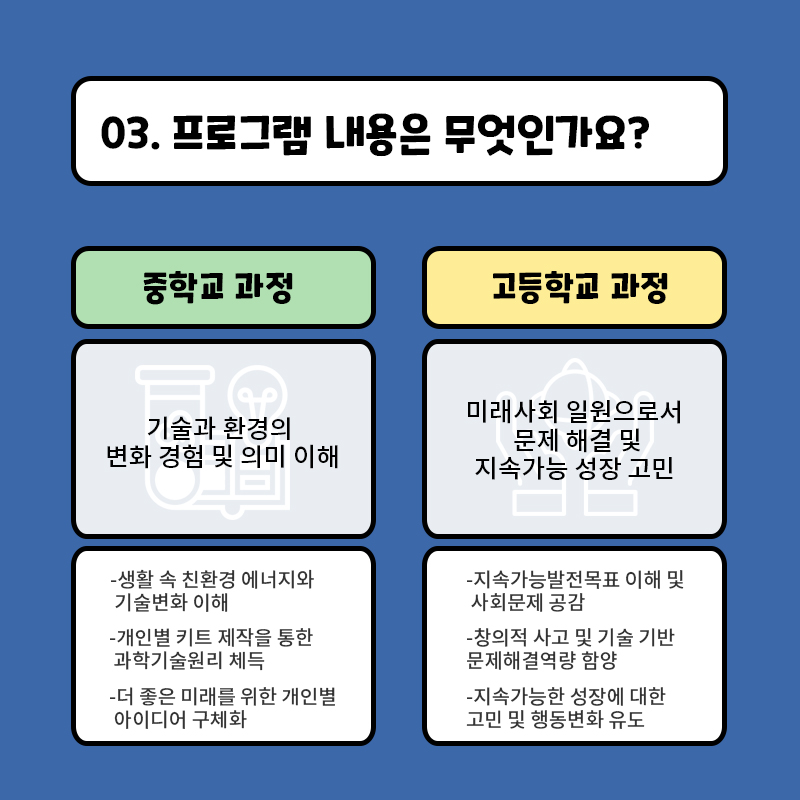 03. 프로그램 내용은 무엇인가요?
중학교 과정
기술과 환경의
변화 경험 및 의미 이해
-생활 속 친환경 에너지와
기술변화 이해
-개인별 키트 제작을 통한
과학기술원리 체득
-더 좋은 미래를 위한 개인별
아이디어 구체화
고등학교 과정
미래사회 일원으로서
문제 해결 및
지속가능 성장 고민
-지속가능발전목표 이해 및
사회문제 공감
-창의적 사고 및 기술 기반
문제해결역량 함양
-지속가능한 성장에 대한
고민 및 행동변화 유도